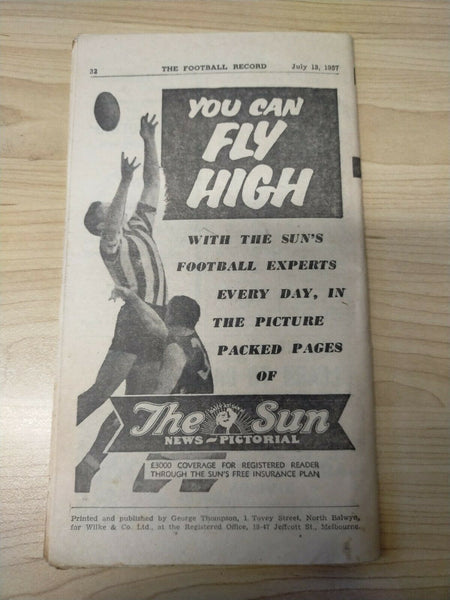 32 THE FOOTBALL RECORD July 13, 1957
YOU CAN
FLY
HIGH
WITH THE SUN'S
FOOTBALL EXPERTS
EVERY DAY, IN
THE PICTURE
PACKED PAGES
OF
The Sun
NEWS-PICTORIAL
£3000 COVERAGE FOR REGISTERED READER
THROUGH THE SUN'S FREE INSURANCE PLAN
Printed and published by George Thompson, 1 Tovey Street, North Balwyn,
for Wilke & Co. Ltd., at the Registered Office, 19-47 Jeffcott St., Melbourne.